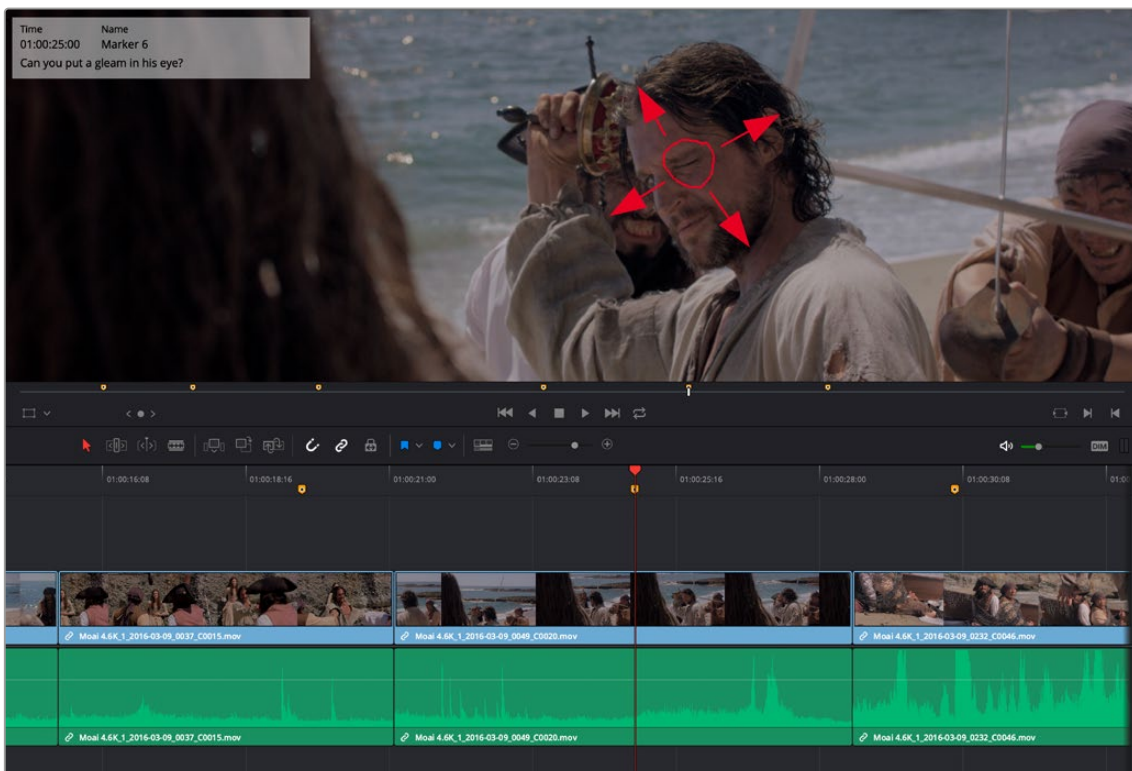 Time Name
01:00:25:00 Marker 6
Can you put a gleam in his eye?
DIM
01:00:16:08 01:00:18:16 01:00:21:00 01:00:23:08 01:00:25:16 01:00:28:00 01:00:30:08 01:00
Moai 4.6K_1_2016-03-09_0037_C0015.mov Moai 4.6K_1_2016-03-09_0049_C0020.mov Moai 4.6K_1_2016-03-09_0232_C0046.mov
Moai 4.6K_1_2016-03-09_0037_C0015.mov Moai 4.6K_1_2016-03-09_0049_C0020.mov Moai 4.6K_1_2016-03-09_0232_C0046.mov